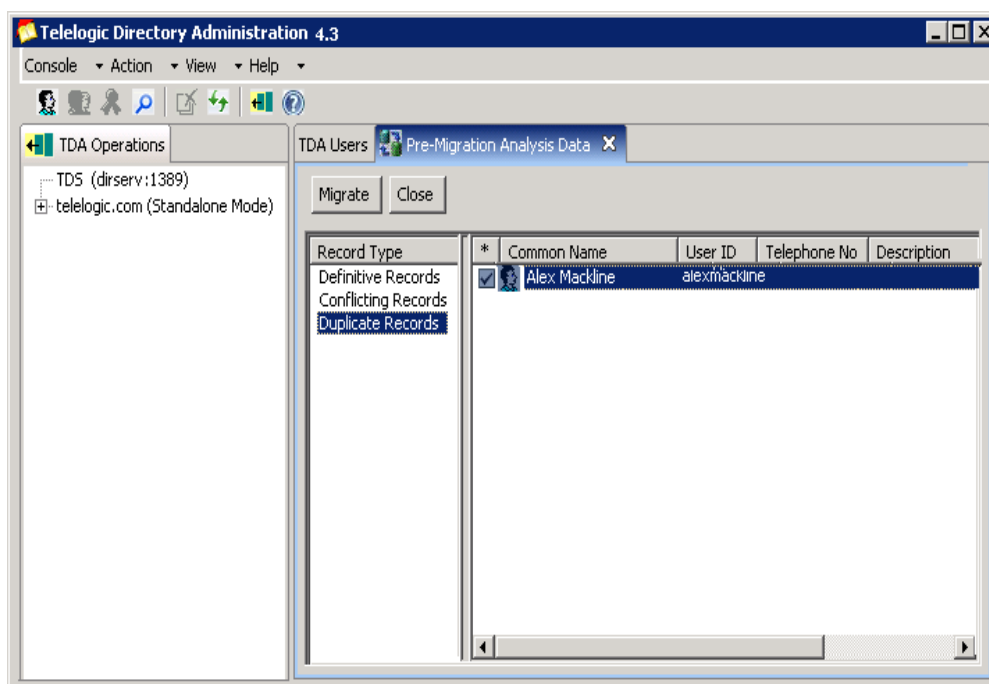 Telelogic Directory Administration 4.3
Console Action View Help
TDA Operations
TDS (dirserv:1389)
telelogic.com (Standalone Mode)
TDA Users Pre-Migration Analysis Data
Migrate Close
Record Type
Definitive Records
Conflicting Records
Duplicate Records
* Common Name User ID Telephone No Description
Alex Mackline alexmackline